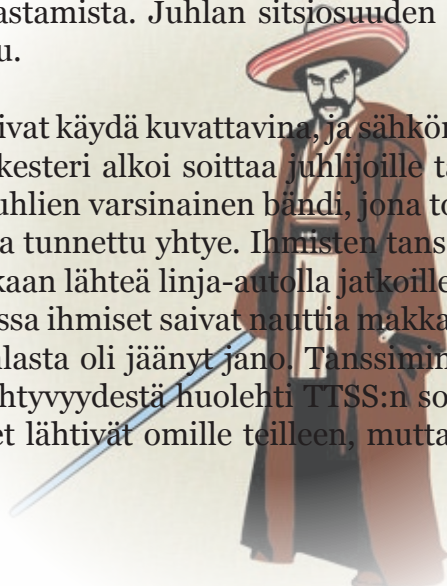 astamista. Juhlan sitsiosuuden
u.
ivat käydä kuvattavina, ja sähkön
kesteri alkoi soittaa juhlijoille ta
uhlien varsinainen bändi, jona to
a tunnettu yhtye. Ihmisten tans
kaan lähteä linja-autolla jatkoille
ssa ihmiset saivat nauttia makka
lasta oli jäänyt jano. Tanssimin
htyvyydestä huolehti TTSS:n so
et lähtivät omille teilleen, mutta